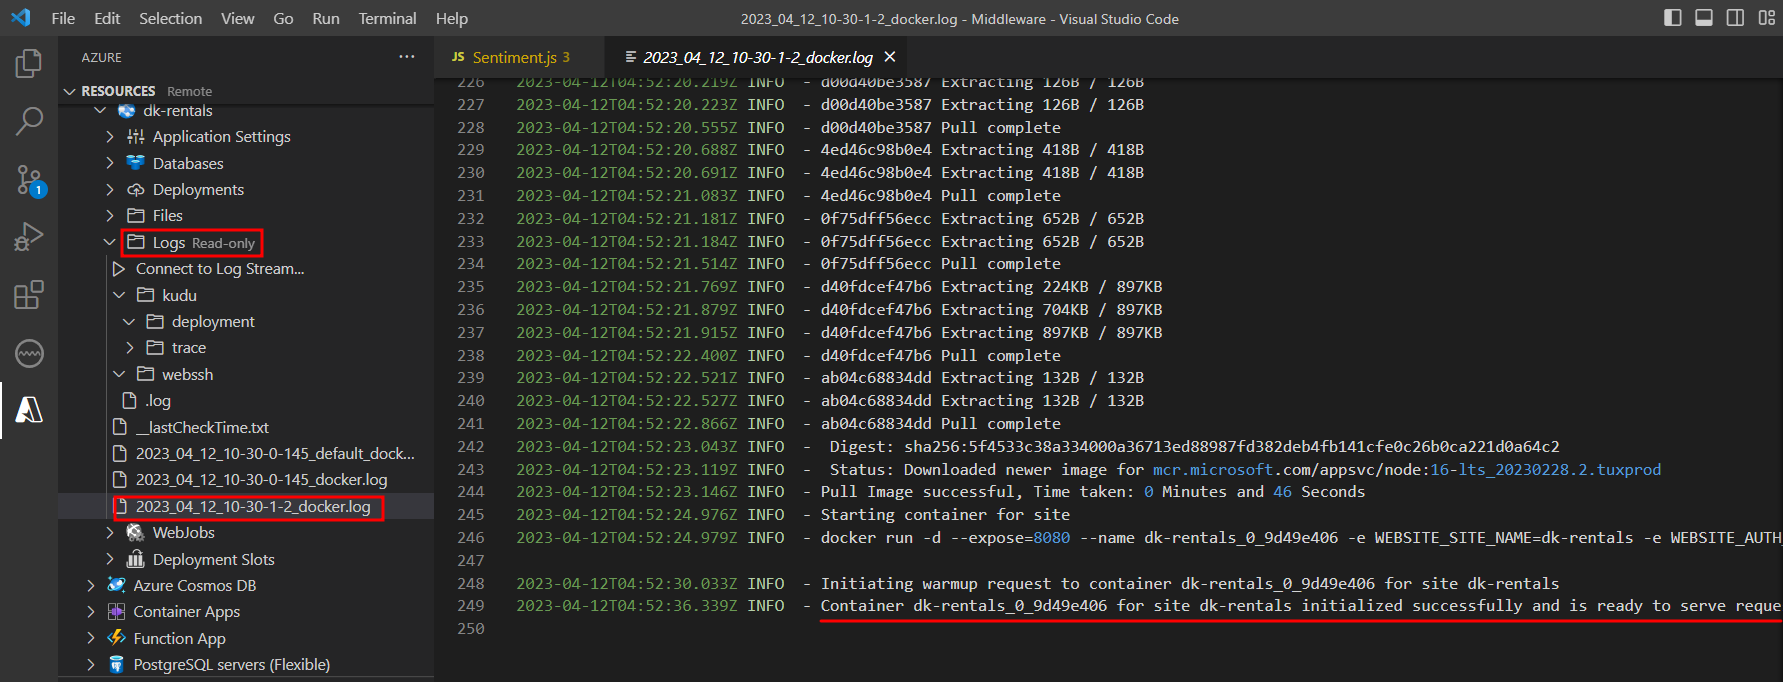 File Edit Selection View Go Run Terminal Help
2023_04_12_10-30-1-2_docker.log - Middleware - Visual Studio Code
1
AZURE
RESOURCES Remote
dk-rentals
Application Settings
Databases
Deployments
Files
Logs Read-only
Connect to Log Stream...
kudu
deployment
trace
webssh
.log
__lastCheckTime.txt
2023_04_12_10-30-0-145_default_dock...
2023_04_12_10-30-0-145_docker.log
2023_04_12_10-30-1-2_docker.log
WebJobs
Deployment Slots
Azure Cosmos DB
Container Apps
Function App
PostgreSQL servers (Flexible)
JS Sentiment.js 3
2023_04_12_10-30-1-2_docker.log
226 2023-04-12T04:52:20.219Z INFO - d00d40be3587 Extracting 126B / 126B
227 2023-04-12T04:52:20.223Z INFO - d00d40be3587 Extracting 126B / 126B
228 2023-04-12T04:52:20.555Z INFO - d00d40be3587 Pull complete
229 2023-04-12T04:52:20.688Z INFO - 4ed46c98b0e4 Extracting 418B / 418B
230 2023-04-12T04:52:20.691Z INFO - 4ed46c98b0e4 Extracting 418B / 418B
231 2023-04-12T04:52:21.083Z INFO - 4ed46c98b0e4 Pull complete
232 2023-04-12T04:52:21.181Z INFO - 0f75dff56ecc Extracting 652B / 652B
233 2023-04-12T04:52:21.184Z INFO - 0f75dff56ecc Extracting 652B / 652B
234 2023-04-12T04:52:21.514Z INFO - 0f75dff56ecc Pull complete
235 2023-04-12T04:52:21.769Z INFO - d40fdcef47b6 Extracting 224KB / 897KB
236 2023-04-12T04:52:21.879Z INFO - d40fdcef47b6 Extracting 704KB / 897KB
237 2023-04-12T04:52:21.915Z INFO - d40fdcef47b6 Extracting 897KB / 897KB
238 2023-04-12T04:52:22.400Z INFO - d40fdcef47b6 Pull complete
239 2023-04-12T04:52:22.521Z INFO - ab04c68834dd Extracting 132B / 132B
240 2023-04-12T04:52:22.527Z INFO - ab04c68834dd Extracting 132B / 132B
241 2023-04-12T04:52:22.866Z INFO - ab04c68834dd Pull complete
242 2023-04-12T04:52:23.043Z INFO - Digest: sha256:5f4533c38a334000a36713ed88987fd382deb4fb141cfe0c26b0ca221d0a64c2
243 2023-04-12T04:52:23.119Z INFO - Status: Downloaded newer image for mcr.microsoft.com/appsvc/node:16-lts_20230228.2.tuxprod
244 2023-04-12T04:52:23.146Z INFO - Pull Image successful, Time taken: 0 Minutes and 46 Seconds
245 2023-04-12T04:52:24.976Z INFO - Starting container for site
246 2023-04-12T04:52:24.979Z INFO - docker run -d --expose=8080 --name dk-rentals_0_9d49e406 -e WEBSITE_SITE_NAME=dk-rentals -e WEBSITE_AUTH_
247
248 2023-04-12T04:52:30.033Z INFO - Initiating warmup request to container dk-rentals_0_9d49e406 for site dk-rentals
249 2023-04-12T04:52:36.339Z INFO - Container dk-rentals_0_9d49e406 for site dk-rentals initialized successfully and is ready to serve reque
250